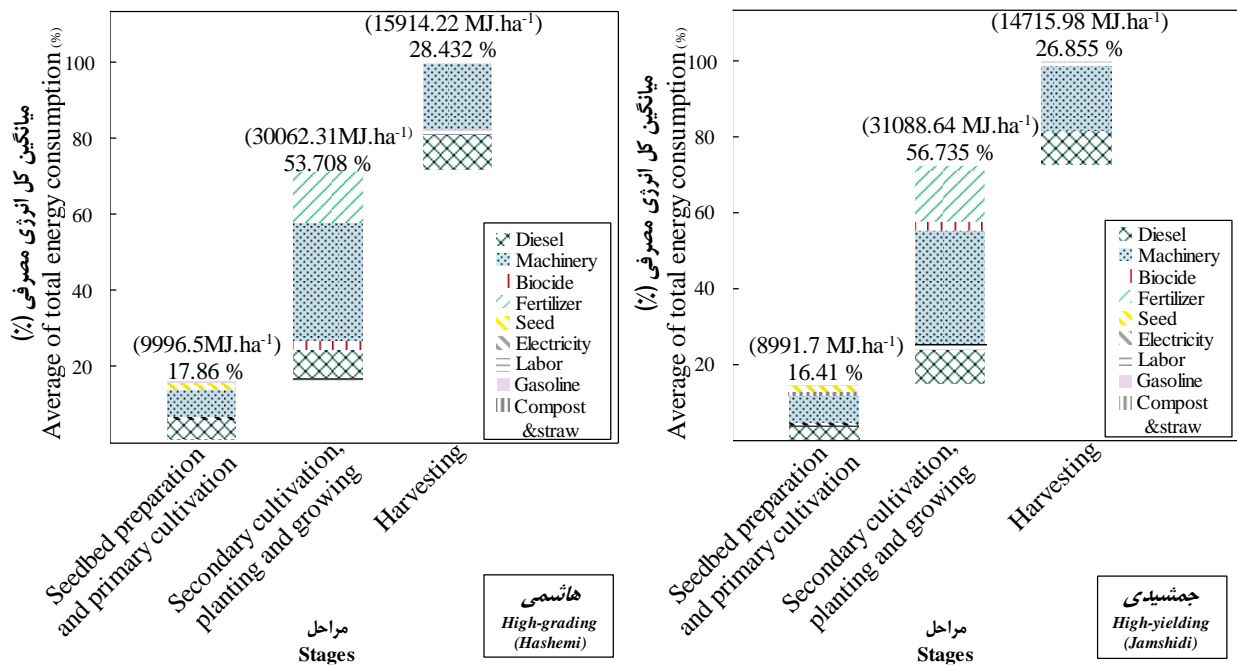 میانگین کل انرژی مصرفی (٪)
Average of total energy consumption (%)
100
80
60
40
20
(9996.5MJ.ha⁻¹)
17.86 %
(30062.31MJ.ha⁻¹)
53.708 %
(15914.22 MJ.ha⁻¹)
28.432 %
Diesel
Machinery
Biocide
Fertilizer
Seed
Electricity
Labor
Gasoline
Compost
&straw
Seedbed preparation
and primary cultivation
Secondary cultivation,
planting and growing
Harvesting
مراحل
Stages
هاشمی
High-grading
(Hashemi)
میانگین کل انرژی مصرفی (٪)
Average of total energy consumption (%)
100
80
60
40
20
(8991.7 MJ.ha⁻¹)
16.41 %
(31088.64 MJ.ha⁻¹)
56.735 %
(14715.98 MJ.ha⁻¹)
26.855 %
Diesel
Machinery
Biocide
Fertilizer
Seed
Electricity
Labor
Gasoline
Compost
&straw
Seedbed preparation
and primary cultivation
Secondary cultivation,
planting and growing
Harvesting
مراحل
Stages
جمشیدی
High-yielding
(Jamshidi)